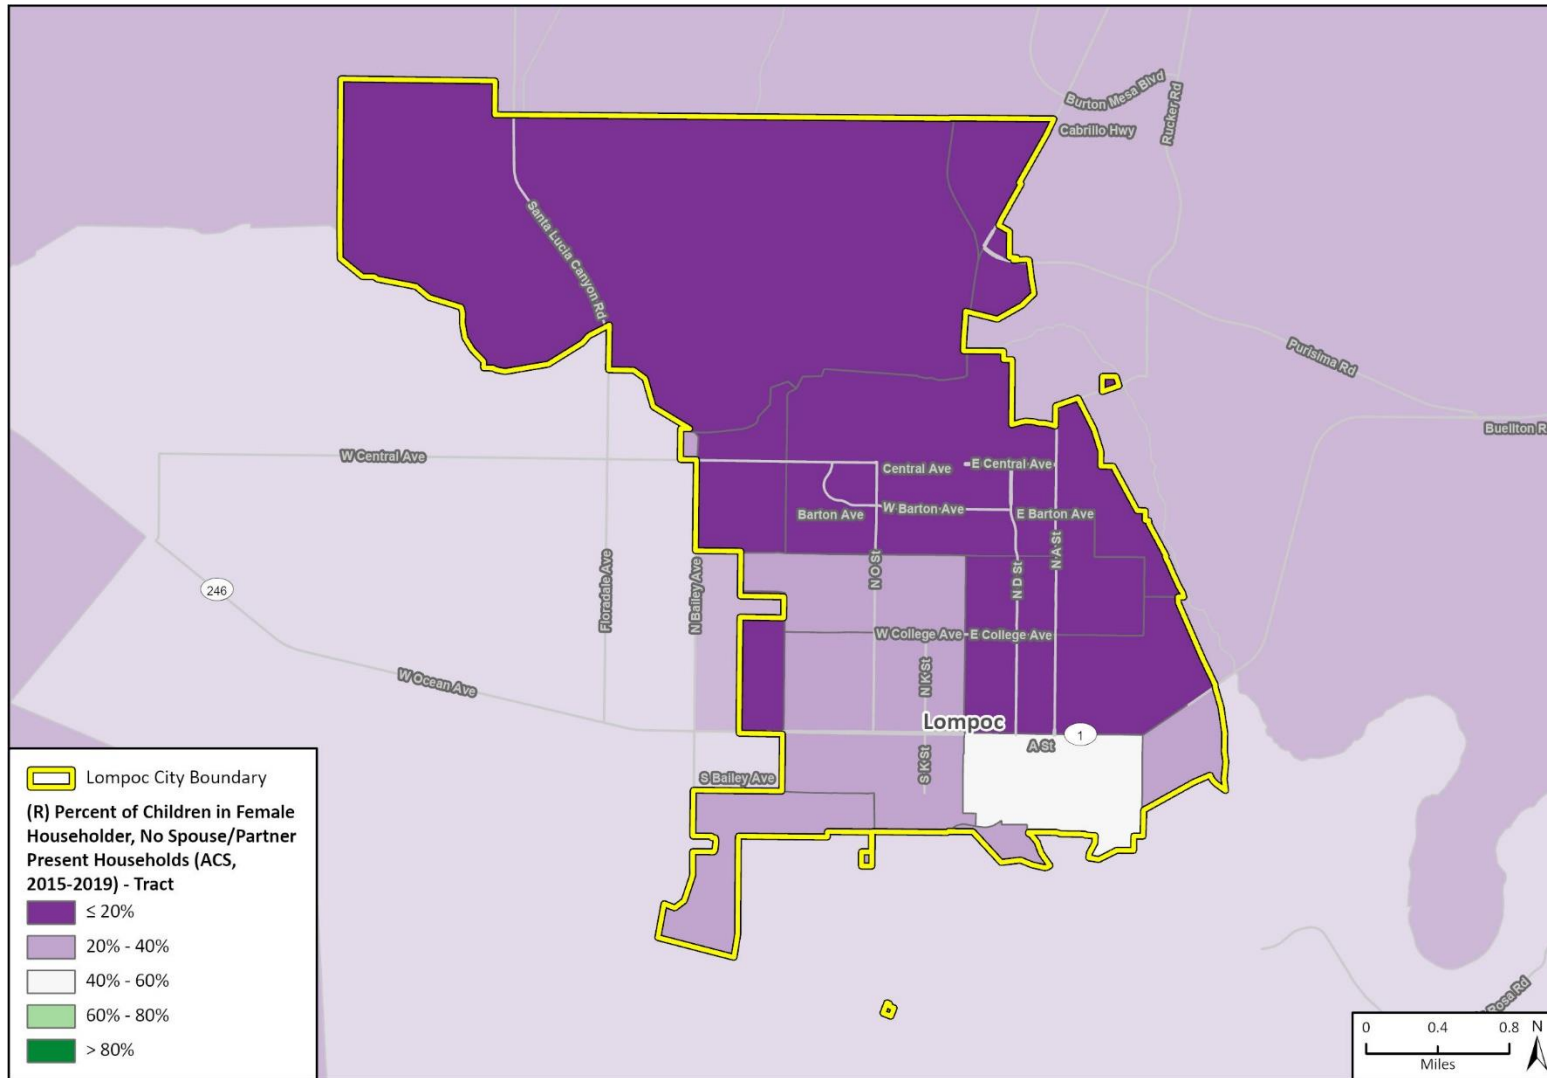 Burton Mesa Blvd
Rucker Rd
Cabrillo Hwy
Santa Lucia Canyon Rd
Purisima Rd
Buellton R
W Central Ave
Central Ave
E Central Ave
Barton Ave
W Barton Ave
E Barton Ave
246
Floradale Ave
N Bailey Ave
N O St
N D St
N A St
W College Ave
E College Ave
N K St
W Ocean Ave
Lompoc
1
A St
S K St
S Bailey Ave
Rosa Rd
Lompoc City Boundary
(R) Percent of Children in Female
Householder, No Spouse/Partner
Present Households (ACS,
2015-2019) - Tract
≤ 20%
20% - 40%
40% - 60%
60% - 80%
> 80%
0 0.4 0.8
Miles
N